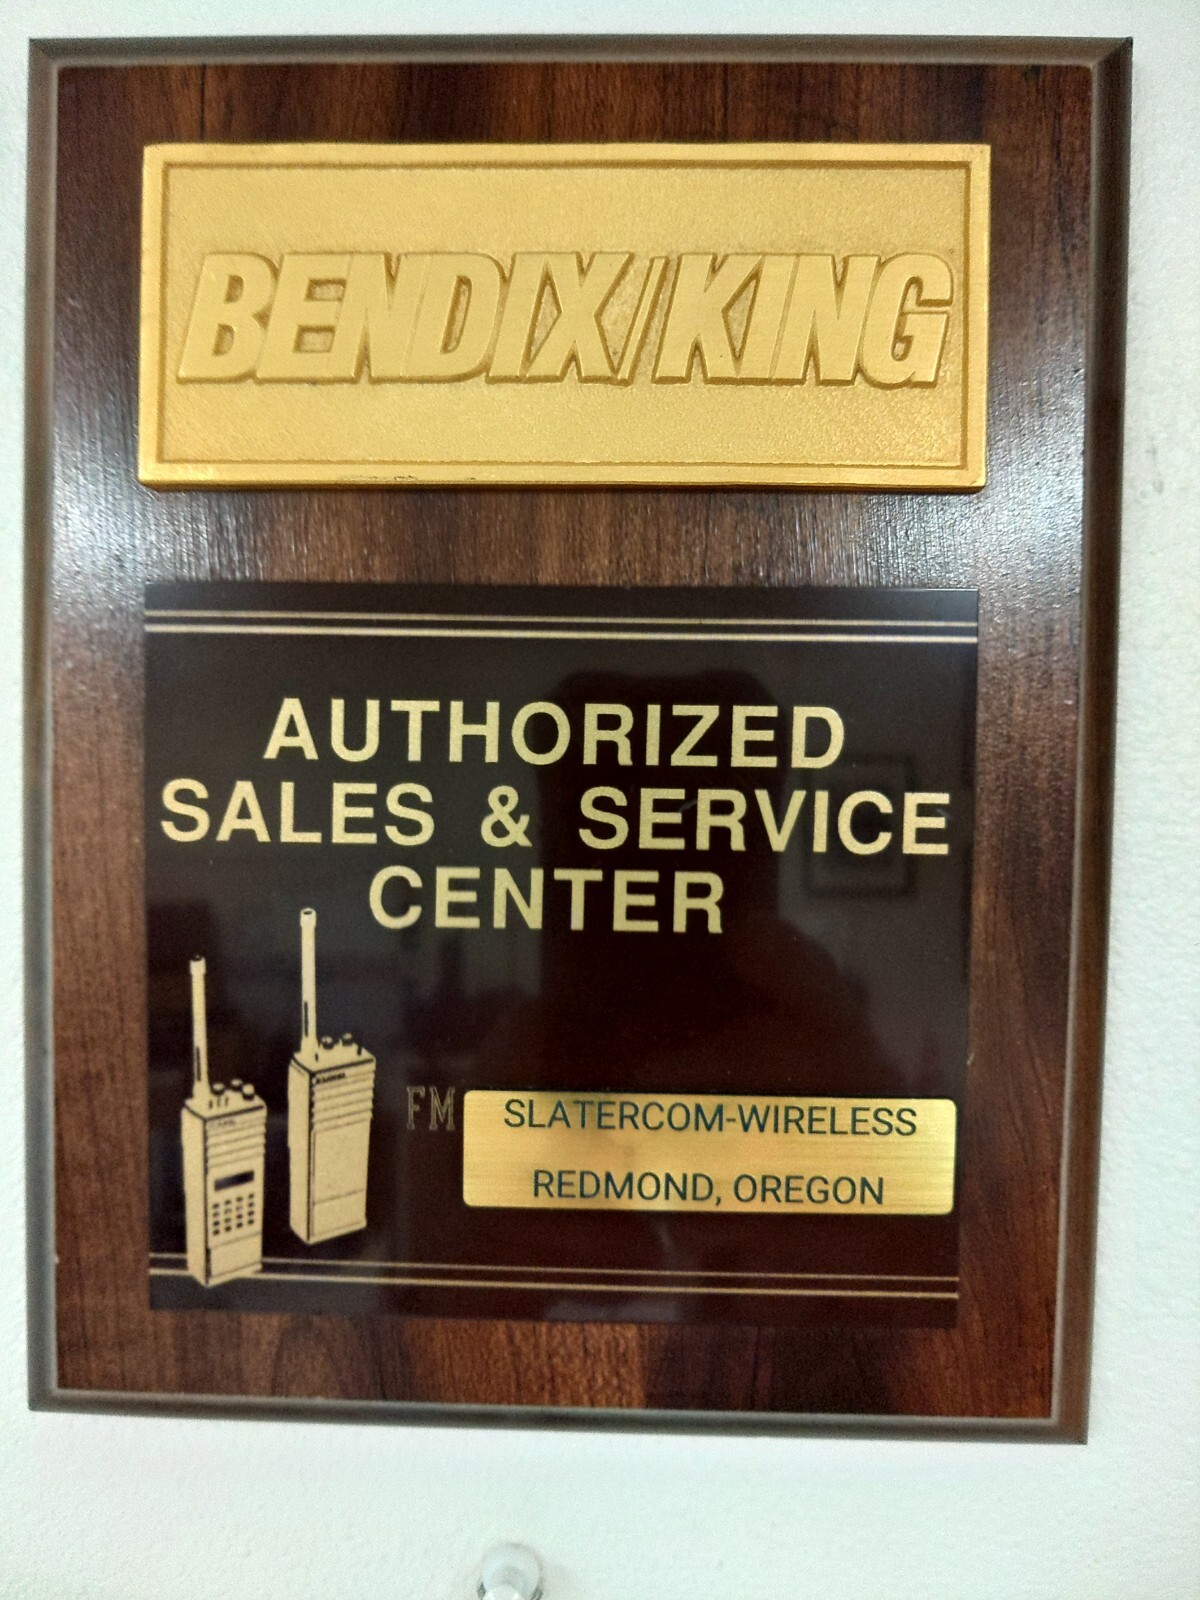 BENDIX/KING
AUTHORIZED
SALES & SERVICE
CENTER
FM
SLATERCOM-WIRELESS
REDMOND, OREGON